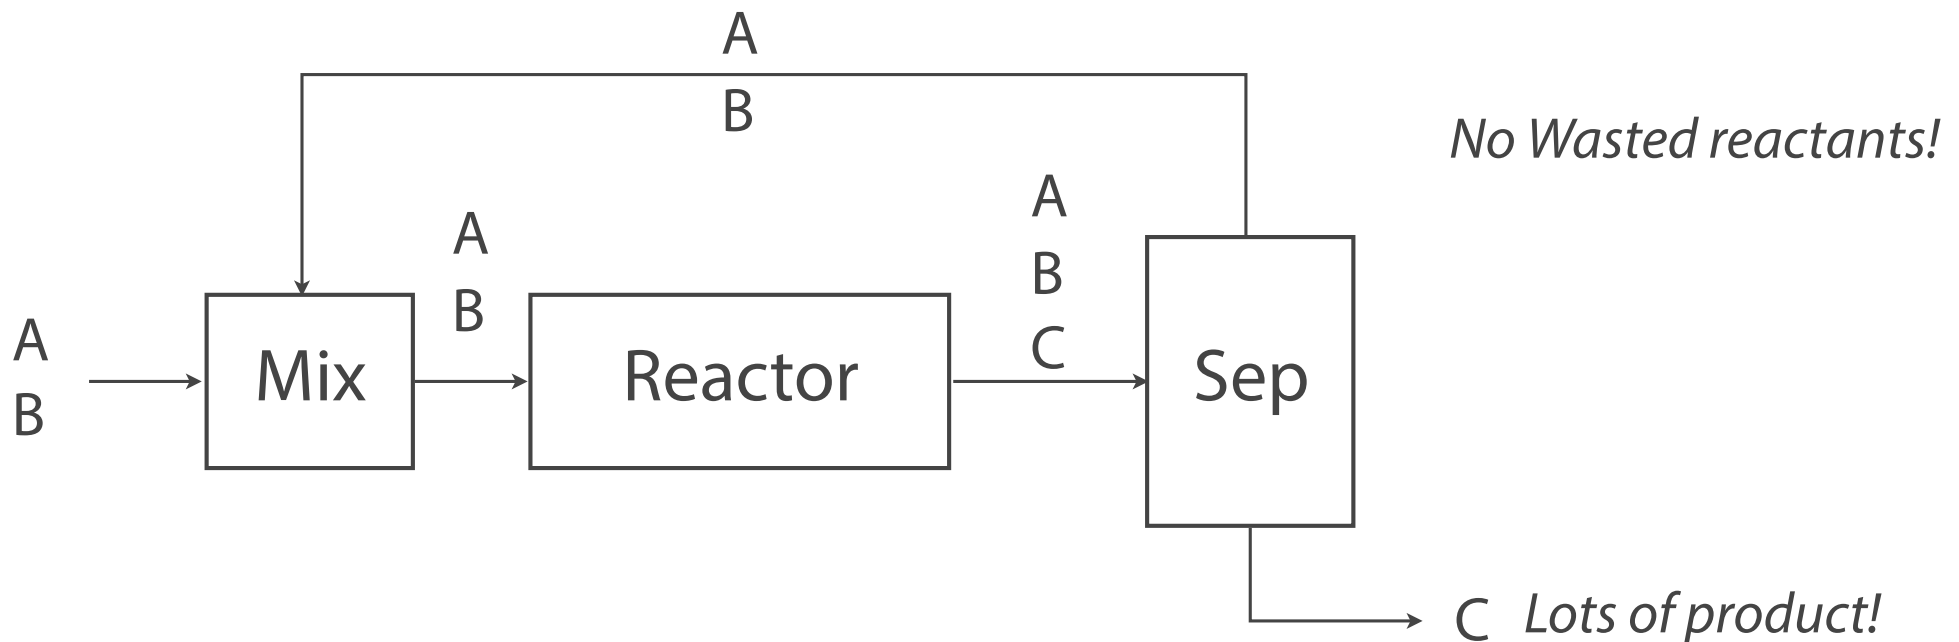 A
B
No Wasted reactants!
A
B
C
A
B
A
B
Mix
Reactor
Sep
C Lots of product!